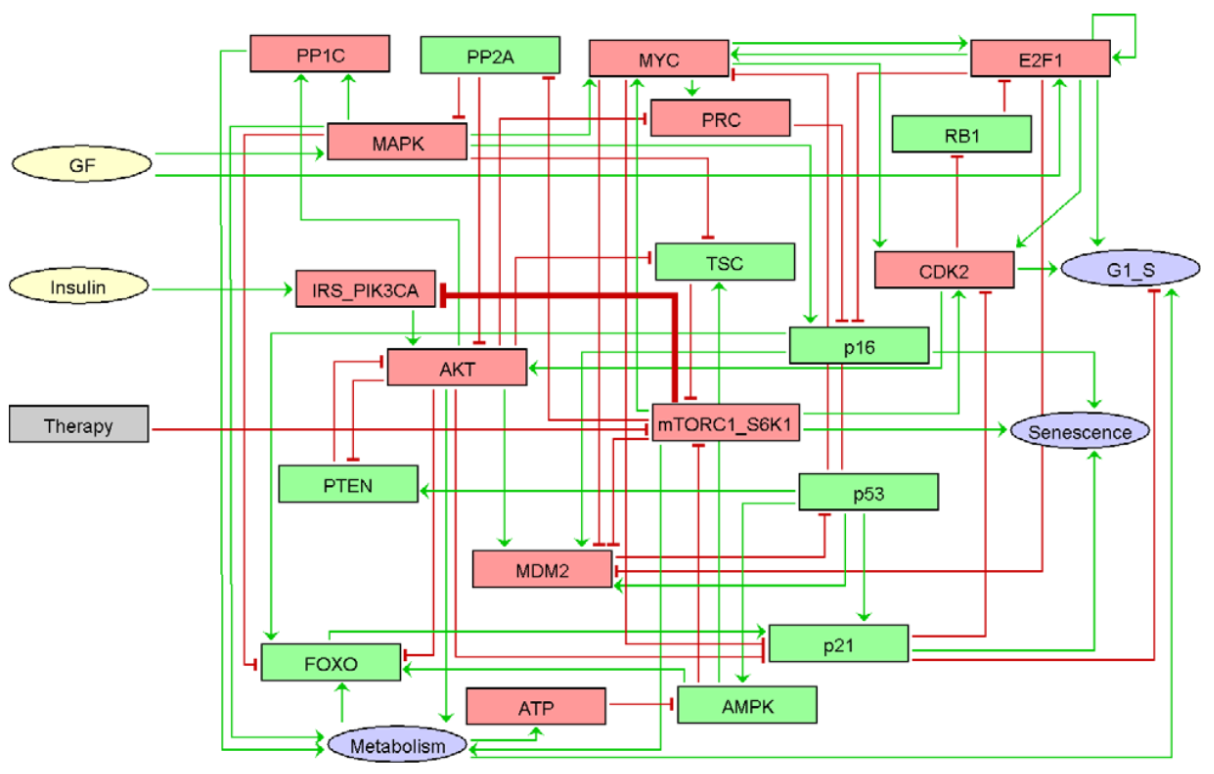 PP1C
PP2A
MYC
E2F1
PRC
RB1
MAPK
GF
TSC
CDK2
G1_S
Insulin
IRS_PIK3CA
p16
AKT
Therapy
mTORC1_S6K1
Senescence
PTEN
p53
MDM2
p21
FOXO
ATP
AMPK
Metabolism